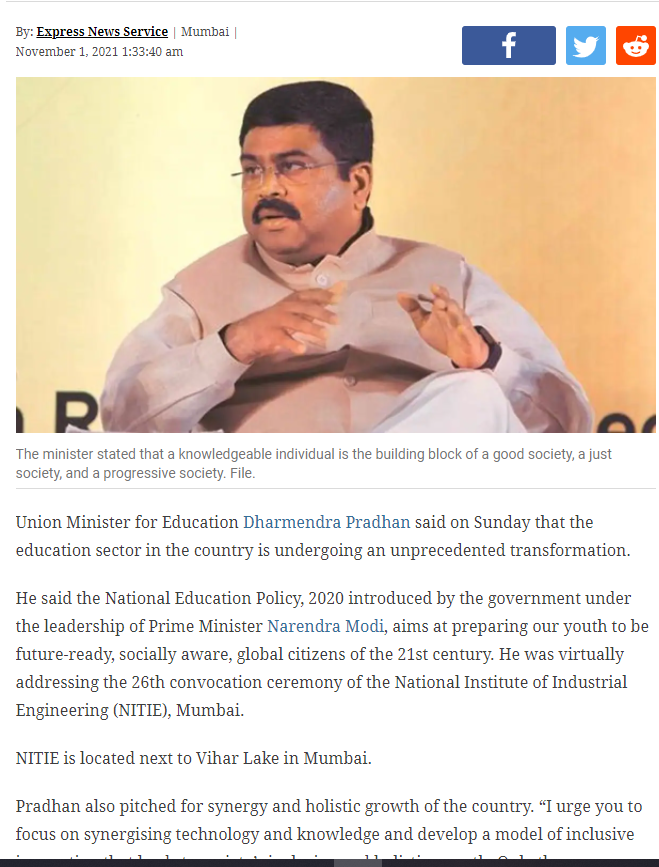 By: Express News Service | Mumbai |
November 1, 2021 1:33:40 am
R
The minister stated that a knowledgeable individual is the building block of a good society, a just
society, and a progressive society. File.
Union Minister for Education Dharmendra Pradhan said on Sunday that the
education sector in the country is undergoing an unprecedented transformation.
He said the National Education Policy, 2020 introduced by the government under
the leadership of Prime Minister Narendra Modi, aims at preparing our youth to be
future-ready, socially aware, global citizens of the 21st century. He was virtually
addressing the 26th convocation ceremony of the National Institute of Industrial
Engineering (NITIE), Mumbai.
NITIE is located next to Vihar Lake in Mumbai.
Pradhan also pitched for synergy and holistic growth of the country. “I urge you to
focus on synergising technology and knowledge and develop a model of inclusive